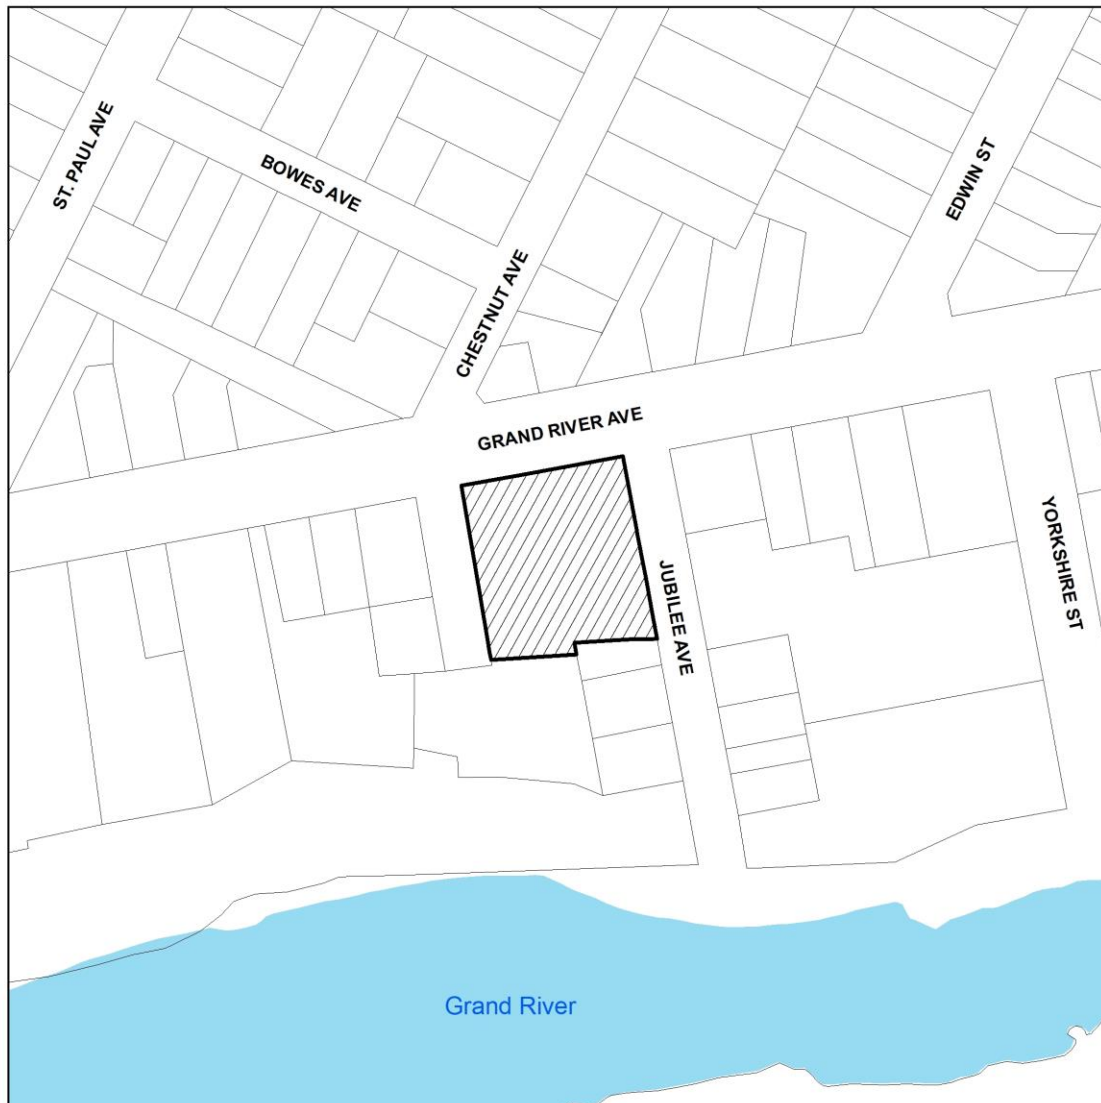 ST. PAUL AVE
BOWES AVE
EDWIN ST
CHESTNUT AVE
GRAND RIVER AVE
YORKSHIRE ST
JUBILEE AVE
Grand River